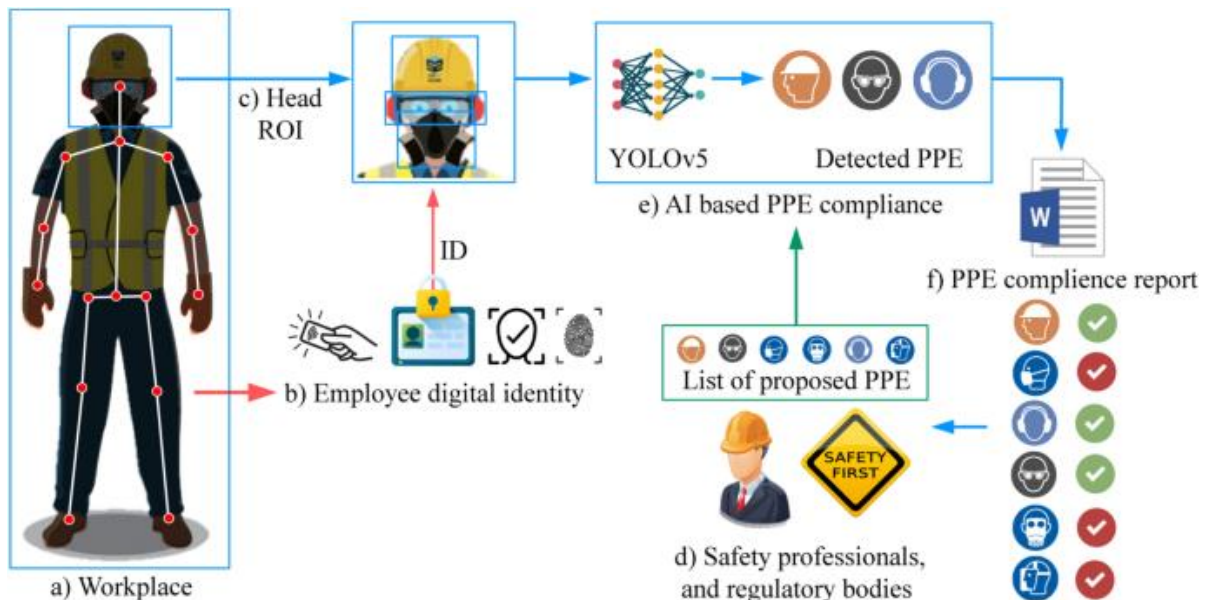 c) Head
ROI
YOLOv5
Detected PPE
e) AI based PPE compliance
W
ID
f) PPE complience report
List of proposed PPE
b) Employee digital identity
SAFETY
FIRST
d) Safety professionals,
and regulatory bodies
a) Workplace